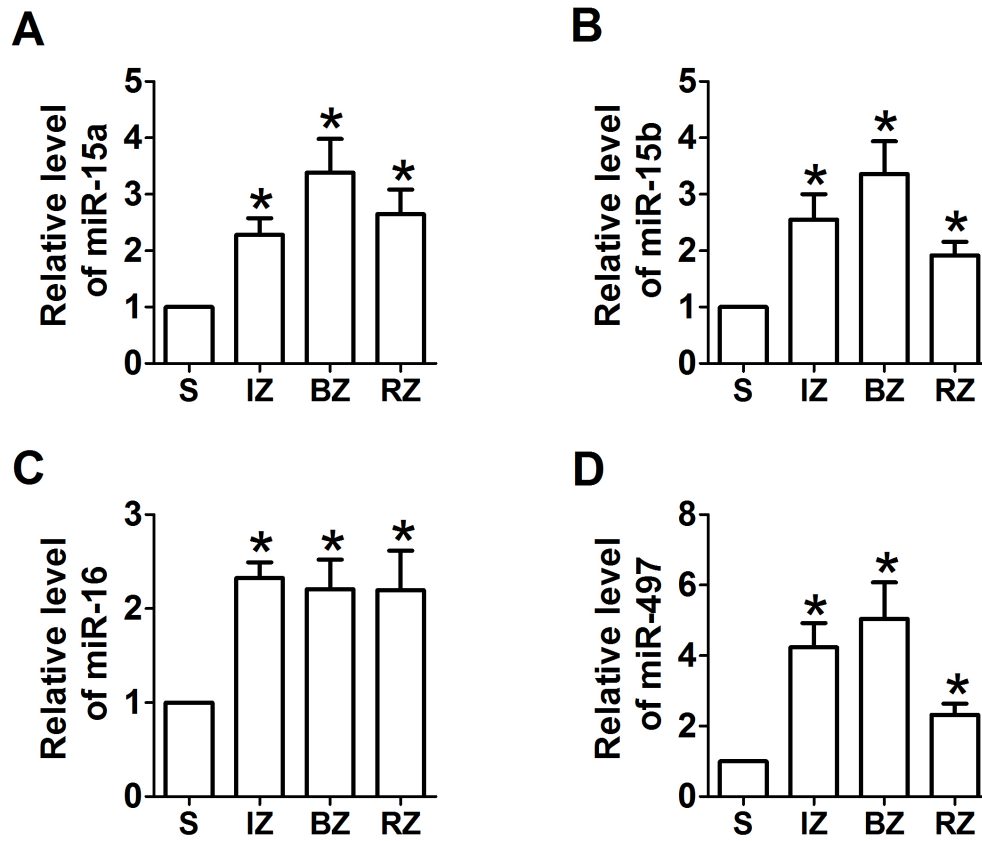 A
Relative level
of miR-15a
5
4
3
2
1
0
*
*
*
S IZ BZ RZ
B
Relative level
of miR-15b
5
4
3
2
1
0
*
*
*
S IZ BZ RZ
C
Relative level
of miR-16
3
2
1
0
*
*
*
S IZ BZ RZ
D
Relative level
of miR-497
8
6
4
2
0
*
*
*
S IZ BZ RZ